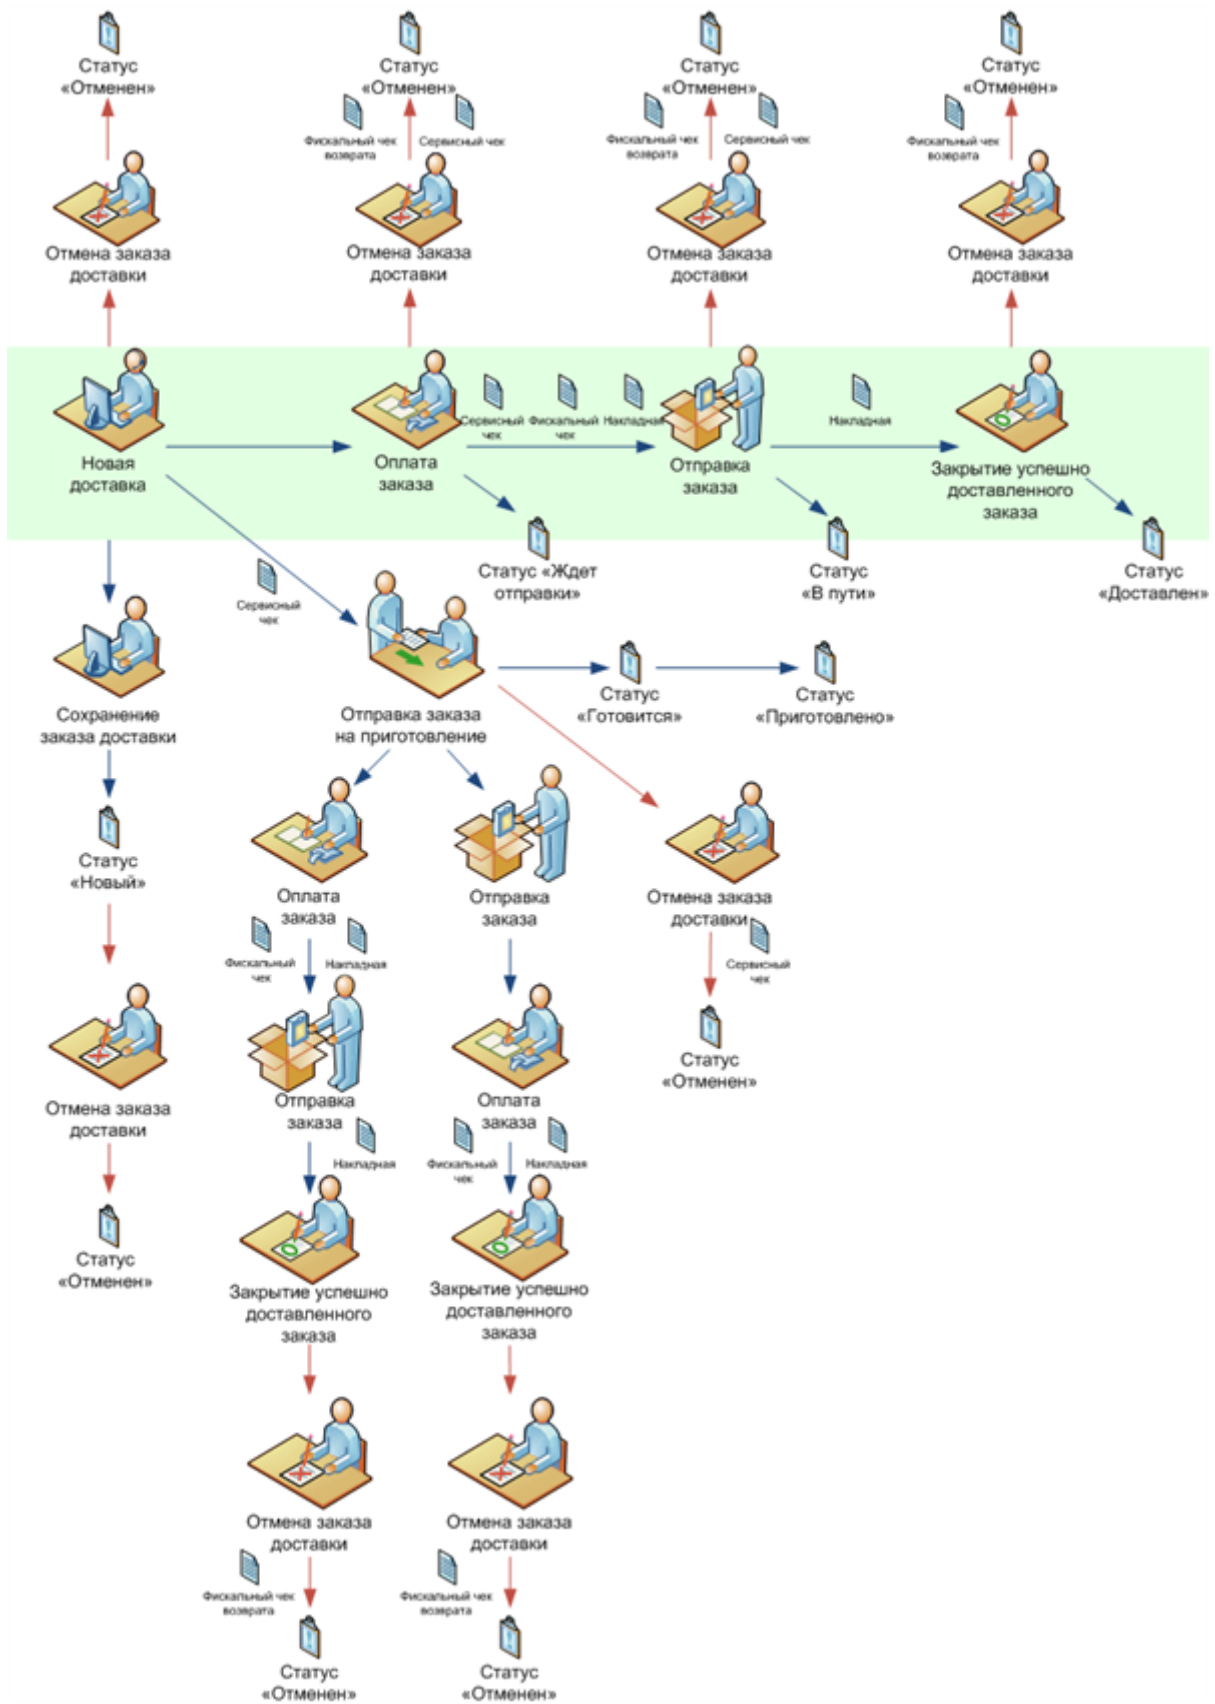 Статус
«Отменен»
Статус
«Отменен»
Статус
«Отменен»
Статус
«Отменен»
Фискальный чек
возврата
Сервисный чек
Фискальный чек
возврата
Сервисный чек
Фискальный чек
возврата
Отмена заказа
доставки
Отмена заказа
доставки
Отмена заказа
доставки
Отмена заказа
доставки
Сервисный
чек
Фискальный
чек
Накладная
Накладная
Новая
доставка
Оплата
заказа
Отправка
заказа
Закрытие успешно
доставленного
заказа
Статус «Ждет
отправки»
Статус
«В пути»
Статус
«Доставлен»
Сервисный
чек
Сохранение
заказа доставки
Отправка заказа
на приготовление
Статус
«Готовится»
Статус
«Приготовлено»
Статус
«Новый»
Оплата
заказа
Отправка
заказа
Отмена заказа
доставки
Фискальный
чек
Накладная
Сервисный
чек
Статус
«Отменен»
Отмена заказа
доставки
Отправка
заказа
Оплата
заказа
Накладная
Фискальный
чек
Накладная
Статус
«Отменен»
Закрытие успешно
доставленного
заказа
Закрытие успешно
доставленного
заказа
Отмена заказа
доставки
Отмена заказа
доставки
Фискальный чек
возврата
Фискальный чек
возврата
Статус
«Отменен»
Статус
«Отменен»